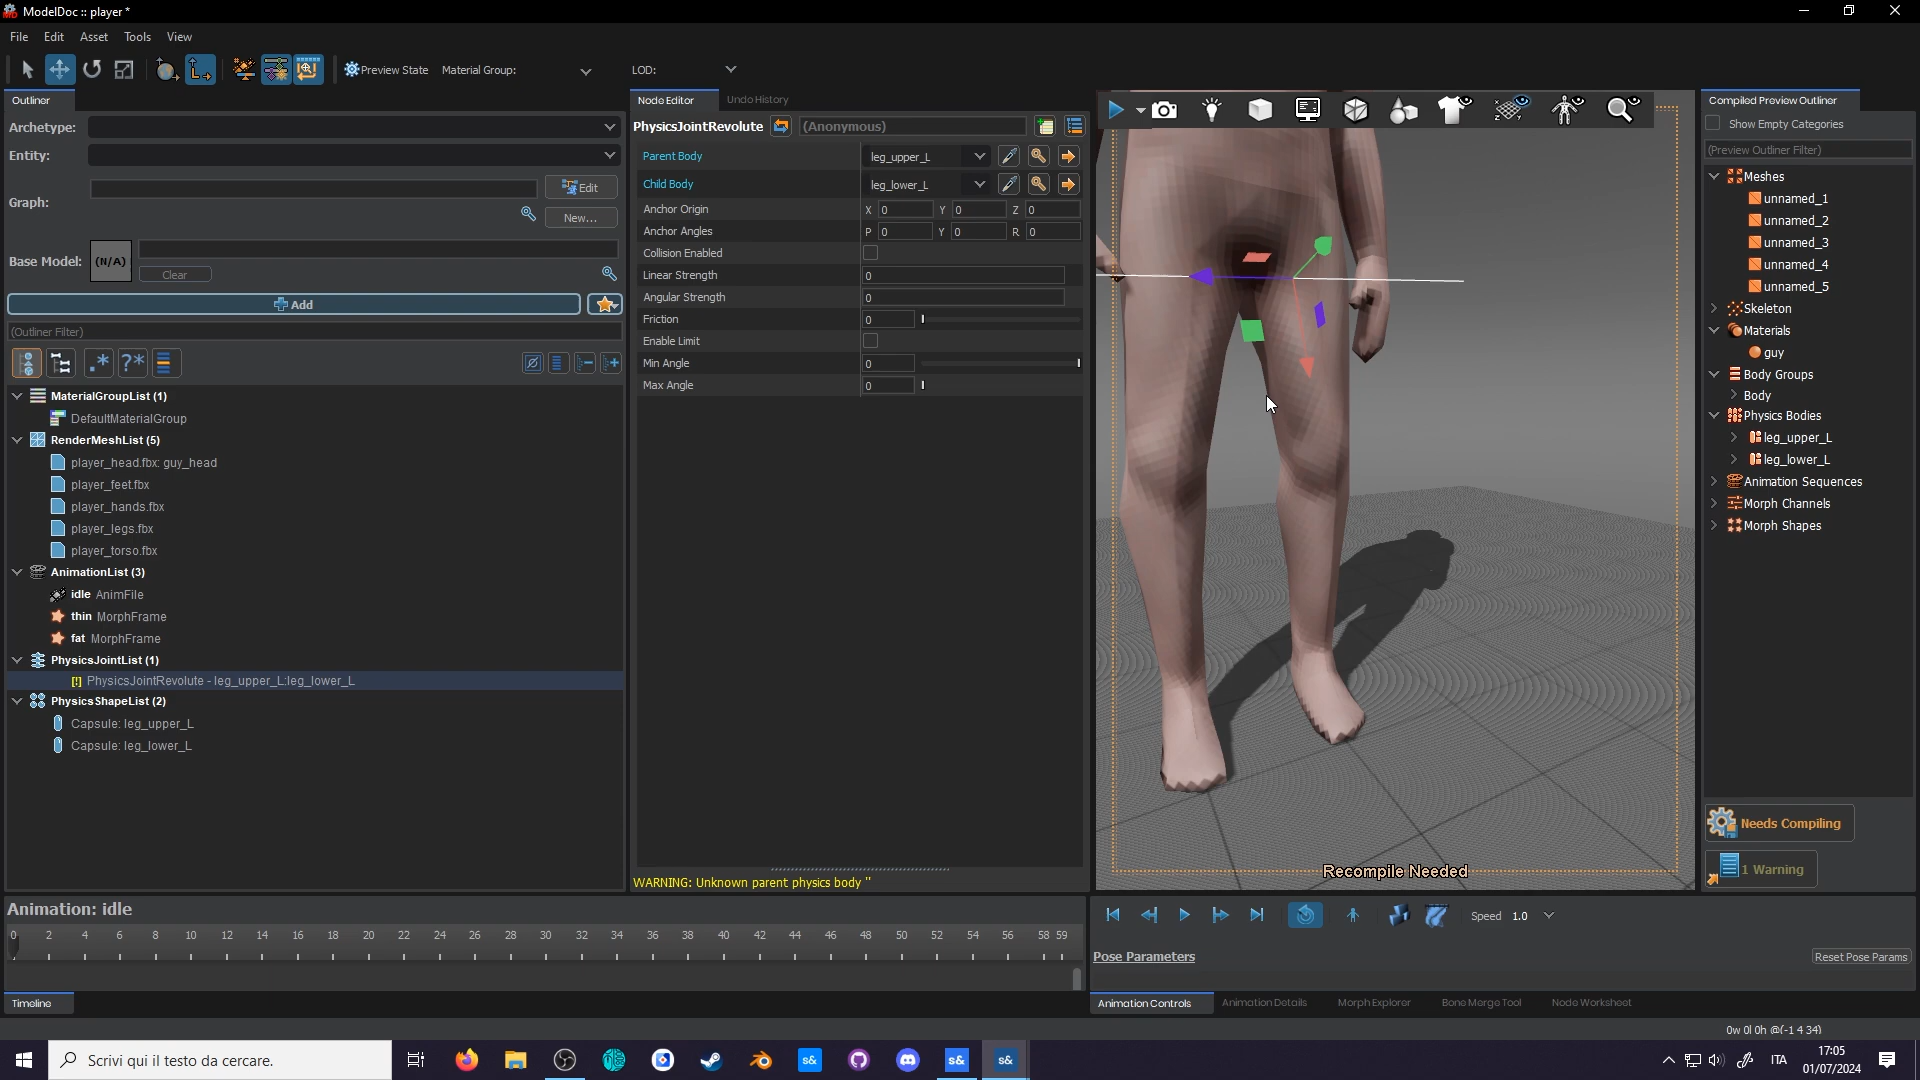 ModelDoc :: player *
File Edit Asset Tools View
Preview State Material Group: LOD:
Outliner
Archetype:
Entity:
Graph:
Edit
New...
Base Model: (N/A)
Clear
Add
(Outliner Filter)
MaterialGroupList (1)
DefaultMaterialGroup
RenderMeshList (5)
player_head.fbx: guy_head
player_feet.fbx
player_hands.fbx
player_legs.fbx
player_torso.fbx
AnimationList (3)
idle AnimFile
thin MorphFrame
fat MorphFrame
PhysicsJointList (1)
[!] PhysicsJointRevolute - leg_upper_L:leg_lower_L
PhysicsShapeList (2)
Capsule: leg_upper_L
Capsule: leg_lower_L
Node Editor Undo History
PhysicsJointRevolute (Anonymous)
Parent Body leg_upper_L
Child Body leg_lower_L
Anchor Origin X 0 Y 0 Z 0
Anchor Angles P 0 Y 0 R 0
Collision Enabled
Linear Strength 0
Angular Strength 0
Friction 0
Enable Limit
Min Angle 0
Max Angle 0
WARNING: Unknown parent physics body ''
Recompile Needed
Compiled Preview Outliner
Show Empty Categories
(Preview Outliner Filter)
Meshes
unnamed_1
unnamed_2
unnamed_3
unnamed_4
unnamed_5
Skeleton
Materials
guy
Body Groups
Body
Physics Bodies
leg_upper_L
leg_lower_L
Animation Sequences
Morph Channels
Morph Shapes
Needs Compiling
1 Warning
Animation: idle
0 2 4 6 8 10 12 14 16 18 20 22 24 26 28 30 32 34 36 38 40 42 44 46 48 50 52 54 56 58 59
Timeline
Speed 1.0
Pose Parameters
Reset Pose Params
Animation Controls Animation Details Morph Explorer Bone Merge Tool Node Worksheet
0w 0l 0h @(-1 4 34)
Scrivi qui il testo da cercare.
s&
s&
s&
ITA
17:05
01/07/2024